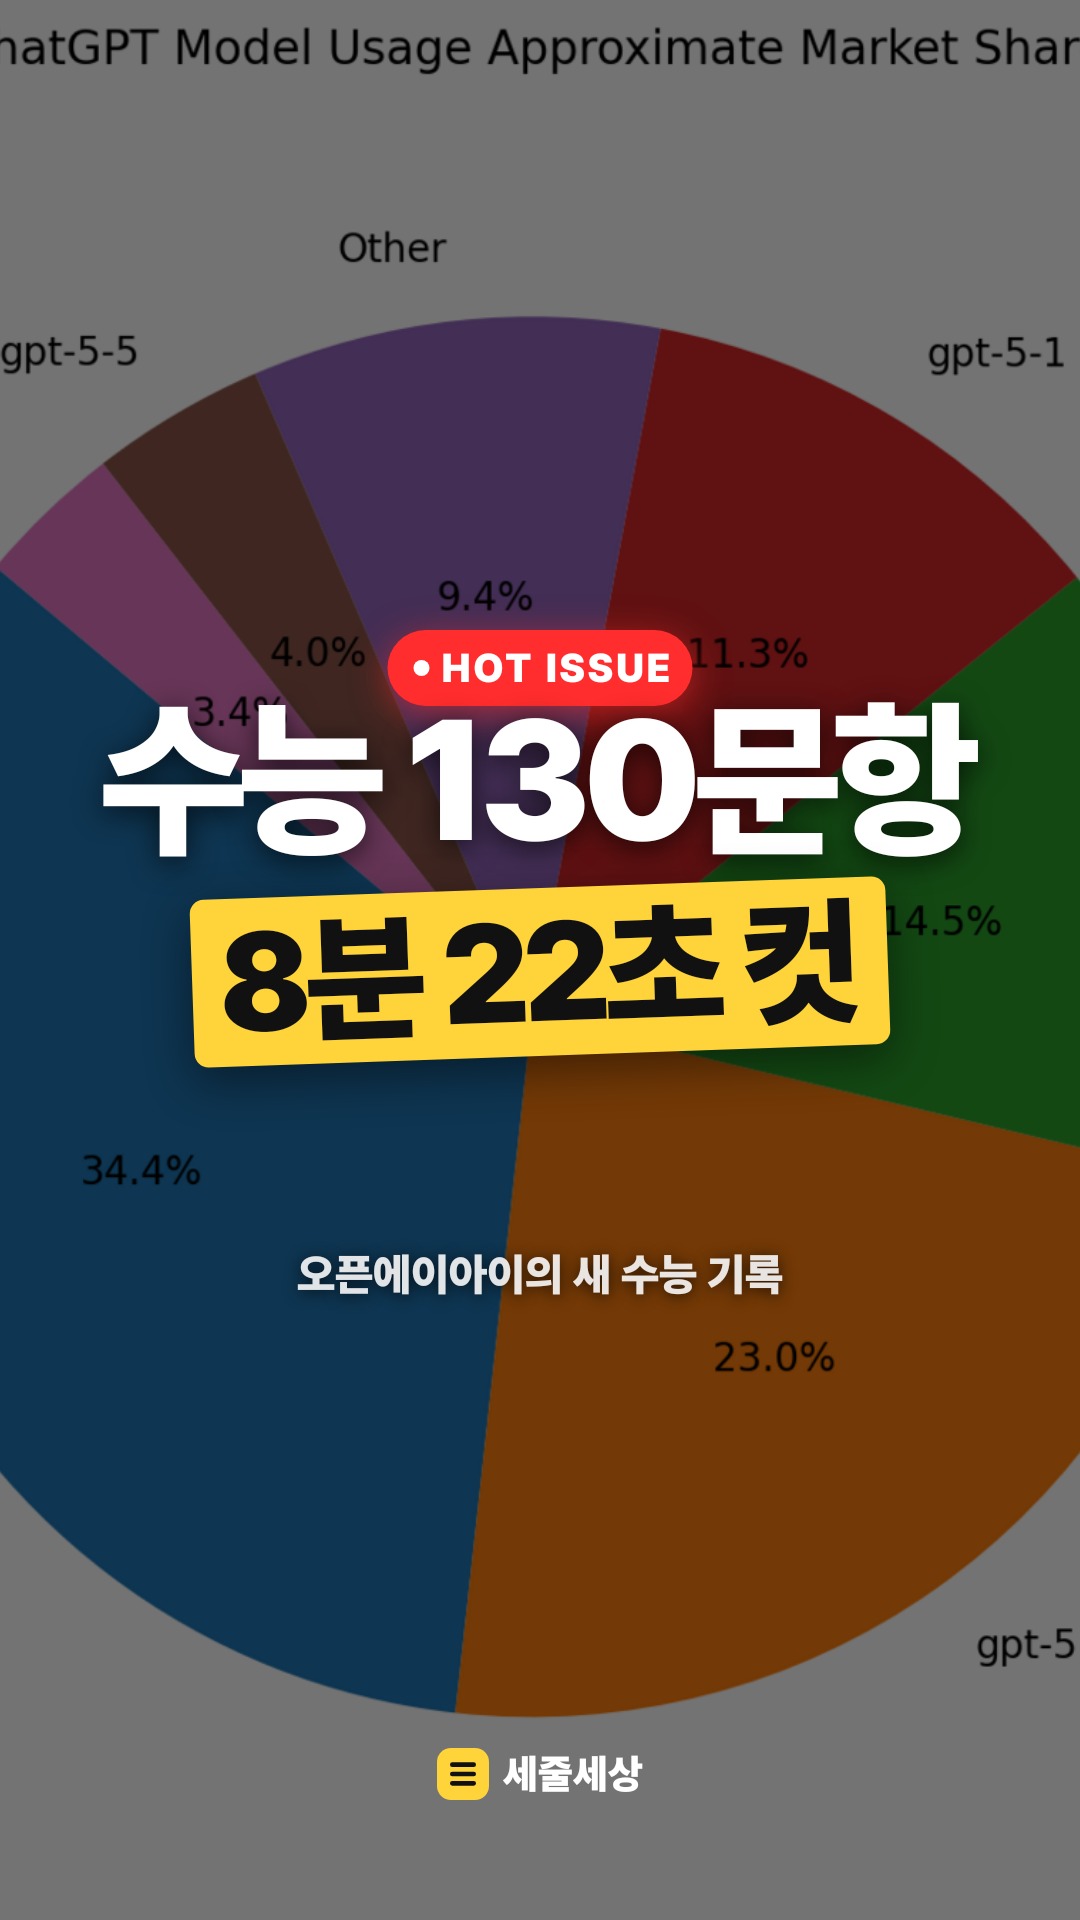 hatGPT Model Usage Approximate Market Shar
Other
gpt-5-5
gpt-5-1
9.4%
4.0%
11.3%
3.4%
• HOT ISSUE
수능 130문항
8분 22초 컷
14.5%
34.4%
오픈에이아이의 새 수능 기록
23.0%
gpt-5
세줄세상